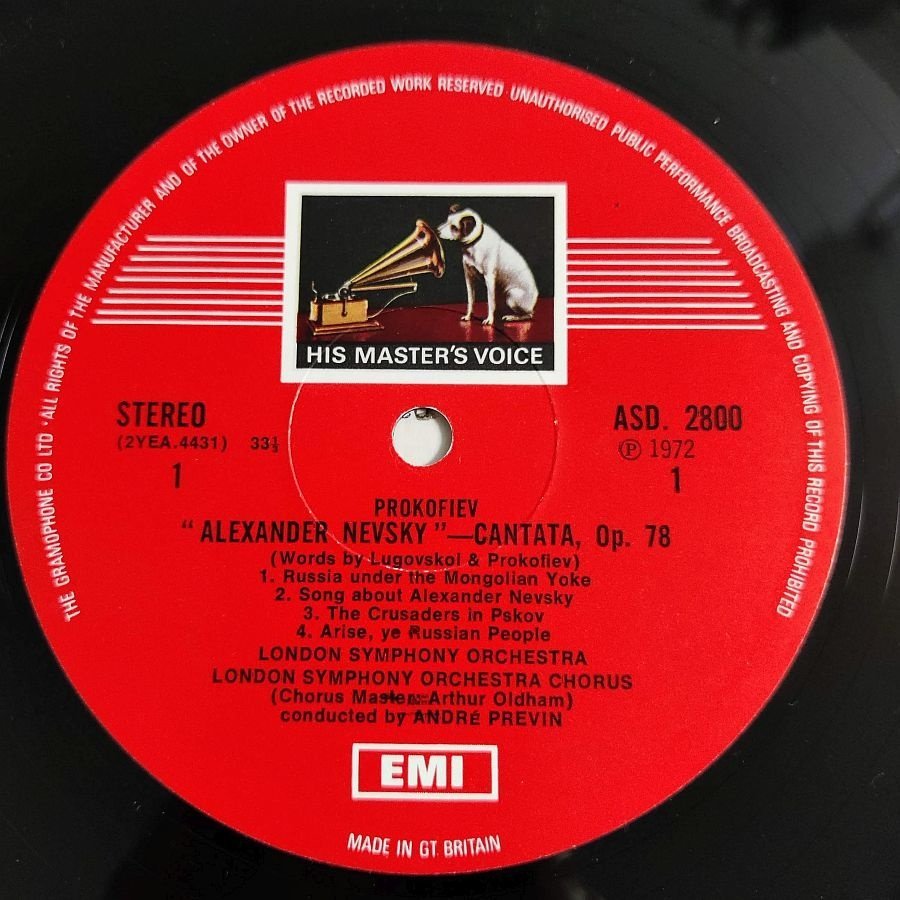 THE GRAMOPHONE CO LTD · ALL RIGHTS OF THE MANUFACTURER AND OF THE OWNER OF THE RECORDED WORK RESERVED UNAUTHORISED PUBLIC PERFORMANCE BROADCASTING AND COPYING OF THIS RECORD PROHIBITED
HIS MASTER'S VOICE
STEREO
(2YEA.4431) 33⅓
1
ASD. 2800
℗ 1972
1
PROKOFIEV
"ALEXANDER NEVSKY"—CANTATA, Op. 78
(Words by Lugovskoi & Prokofiev)
1. Russia under the Mongolian Yoke
2. Song about Alexander Nevsky
3. The Crusaders in Pskov
4. Arise, ye Russian People
LONDON SYMPHONY ORCHESTRA
LONDON SYMPHONY ORCHESTRA CHORUS
(Chorus Master: Arthur Oldham)
conducted by ANDRé PREVIN
EMI
MADE IN GT BRITAIN